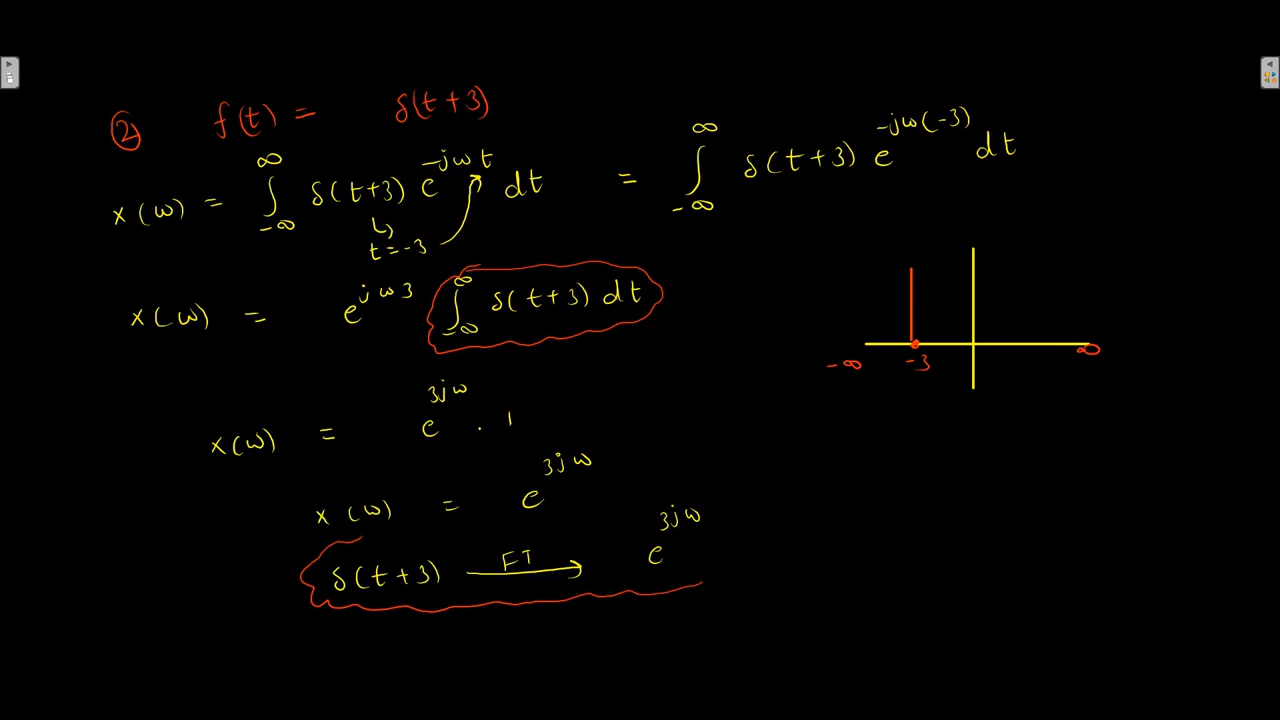 ② f(t) = δ(t+3)
x(ω) = ∫_{-∞}^{∞} δ(t+3) e^{-jωt} dt = ∫_{-∞}^{∞} δ(t+3) e^{-jω(-3)} dt
↳ t=-3
x(ω) = e^{jω3} ∫_{-∞}^{∞} δ(t+3) dt
-∞ -3 ∞
x(ω) = e^{3jω} . 1
x(ω) = e^{3jω}
δ(t+3) FT→ e^{3jω}